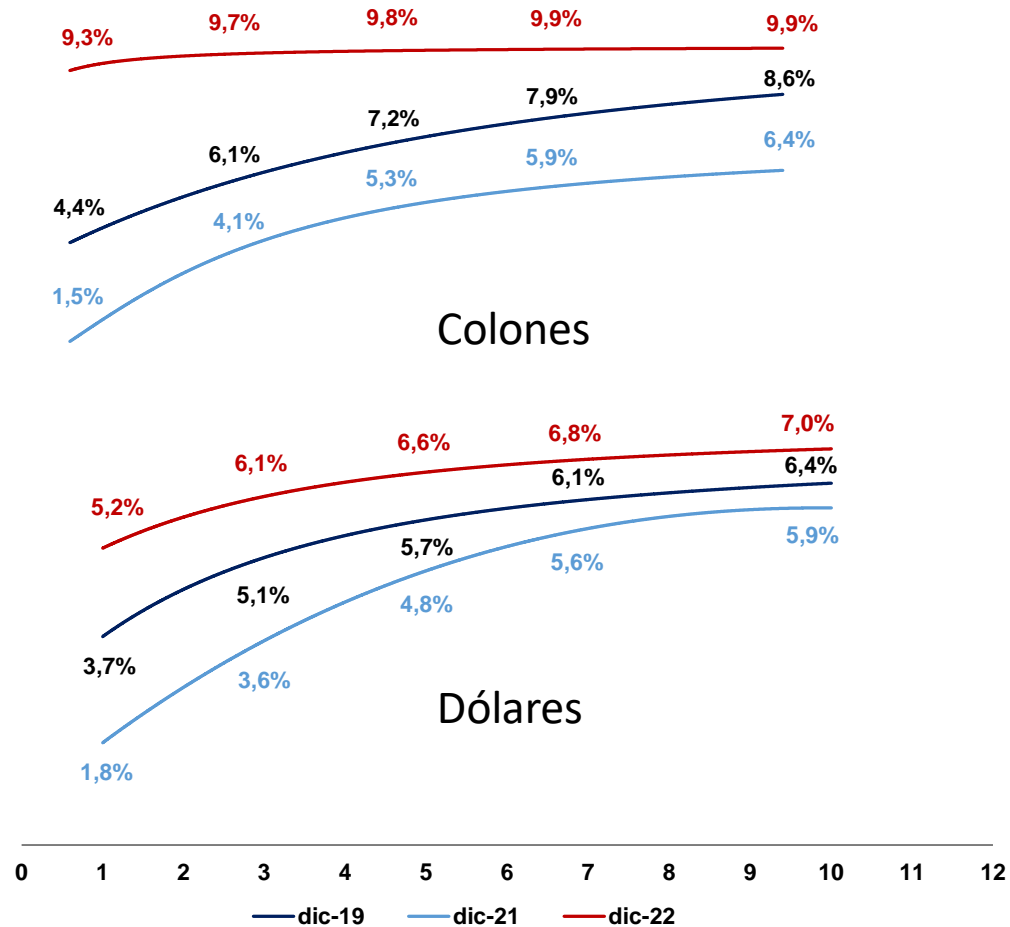 9,3% 9,7% 9,8% 9,9% 9,9%
4,4% 6,1% 7,2% 7,9% 8,6%
1,5% 4,1% 5,3% 5,9% 6,4%
Colones
5,2% 6,1% 6,6% 6,8% 7,0%
3,7% 5,1% 5,7% 6,1% 6,4%
1,8% 3,6% 4,8% 5,6% 5,9%
Dólares
0 1 2 3 4 5 6 7 8 9 10 11 12
dic-19 dic-21 dic-22